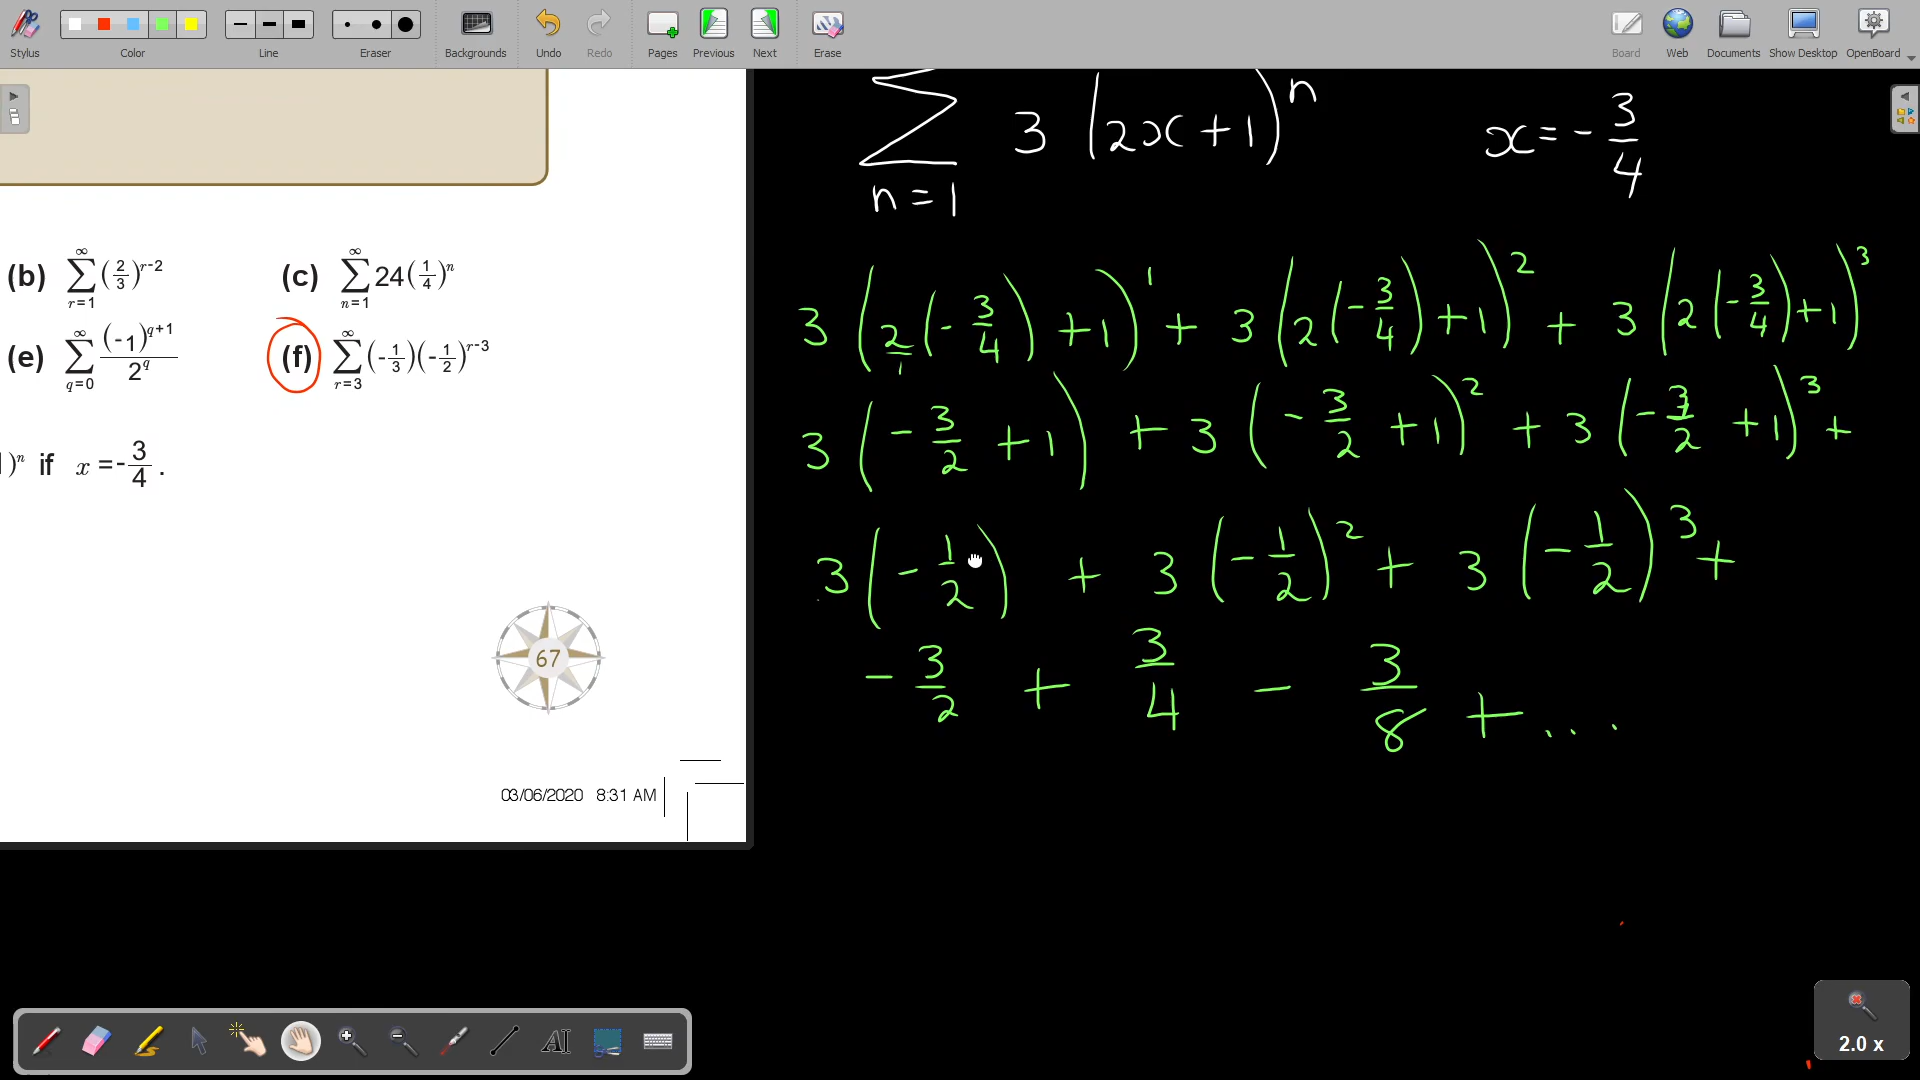 Stylus Color Line Eraser Backgrounds Undo Redo Pages Previous Next Erase Board Web Documents Show Desktop OpenBoard
(b) ∑_{r=1}^{∞} (2/3)^{r-2} (c) ∑_{n=1}^{∞} 24(1/4)^n
(e) ∑_{q=0}^{∞} (-1)^{q+1}/2^q (f) ∑_{r=3}^{∞} (-1/3)(-1/2)^{r-3}
)^n if x = -3/4 .
67
03/06/2020 8:31 AM
∑_{n=1} 3 (2x+1)^n x = -3/4
3 (2/1 (-3/4) +1)^1 + 3 (2 (-3/4) +1)^2 + 3 (2 (-3/4) +1)^3
3 (-3/2 +1) + 3 (-3/2 +1)^2 + 3 (-3/2 +1)^3 +
3 (-1/2) + 3 (-1/2)^2 + 3 (-1/2)^3 +
-3/2 + 3/4 - 3/8 + ....
AI
2.0 x